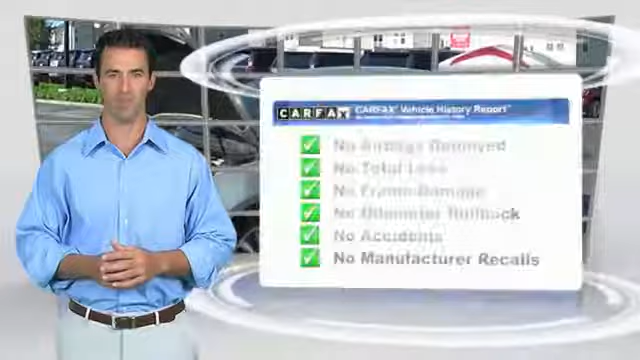 CARFAX CARFAX Vehicle History Report™
No Airbags Deployed
No Total Loss
No Frame Damage
No Odometer Rollback
No Accidents
No Manufacturer Recalls